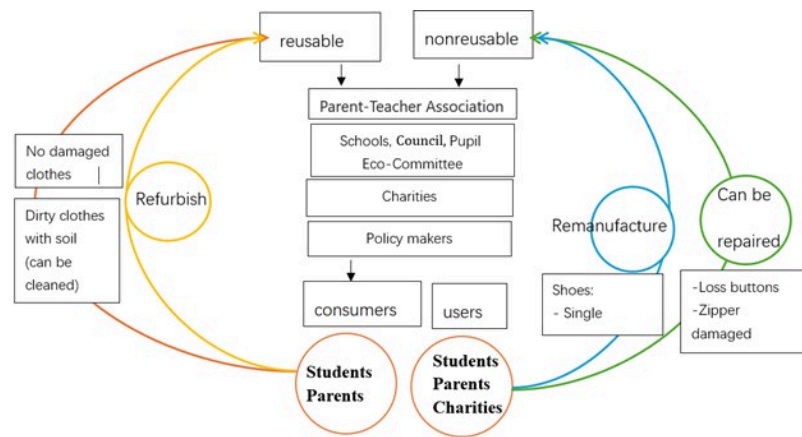 reusable
nonreusable
Parent-Teacher Association
Schools, Council, Pupil
Eco-Committee
Charities
Policy makers
consumers
users
Students
Parents
Students
Parents
Charities
No damaged
clothes
Dirty clothes
with soil
(can be
cleaned)
Refurbish
Remanufacture
Can be
repaired
Shoes:
- Single
-Loss buttons
-Zipper
damaged